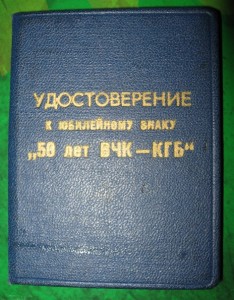 УДОСТОВЕРЕНИЕ
К ЮБИЛЕЙНОМУ ЗНАКУ
„50 лет ВЧК—КГБ“